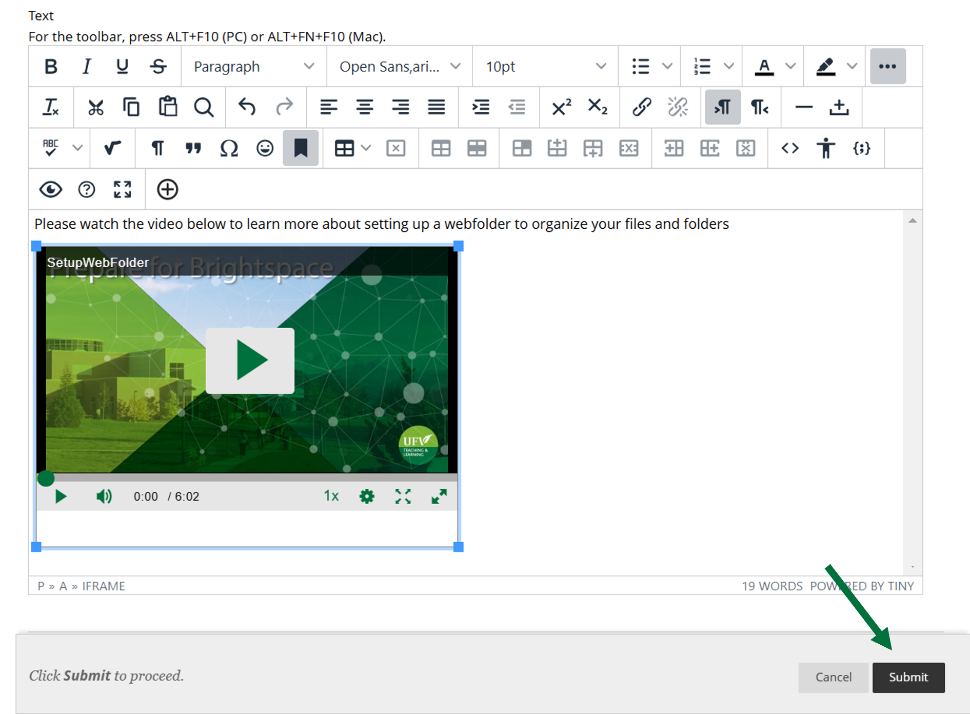 Text
For the toolbar, press ALT+F10 (PC) or ALT+FN+F10 (Mac).
B I U S Paragraph Open Sans,ari... 10pt A
X² X₂
ABC
Please watch the video below to learn more about setting up a webfolder to organize your files and folders
SetupWebFolder
Prepare for Brightspace
UFV
TEACHING &
LEARNING
0:00 / 6:02 1x
P » A » IFRAME 19 WORDS POWERED BY TINY
Click Submit to proceed. Cancel Submit